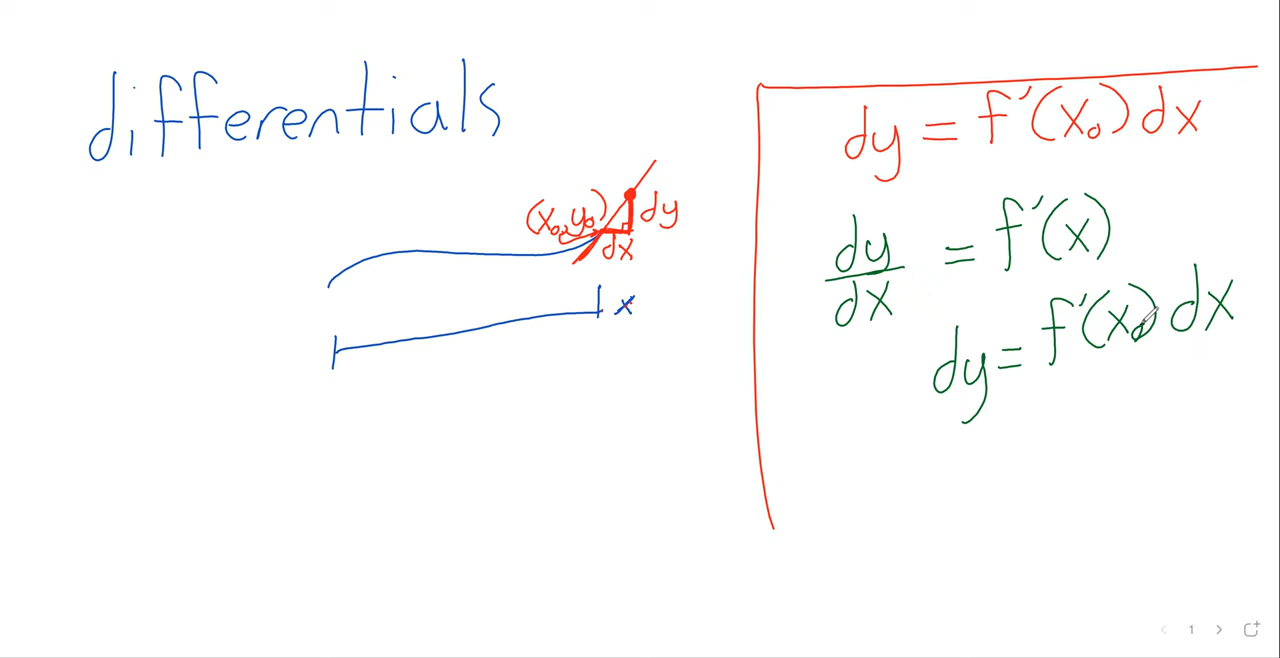 differentials
(x₀, y₀)
dy
dx
x
dy = f'(x₀) dx
dy/dx = f'(x)
dy = f'(x₀) dx
1